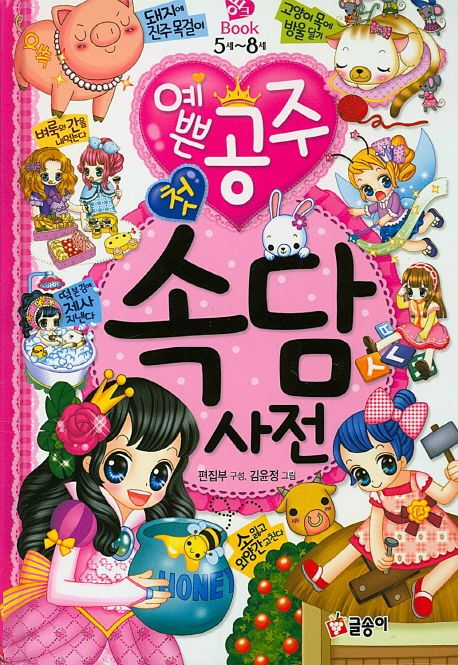 Book
5세~8세
돼지에
진주 목걸이
고양이 목에
방울 달기
으쓱
예쁜
공주
벼룩의 간을
내먹는다
첫
속담
사전
떡 본 김에
제사
지낸다
편집부 구성, 김윤정 그림
소 잃고
외양간 고친다
HONEY
글송이